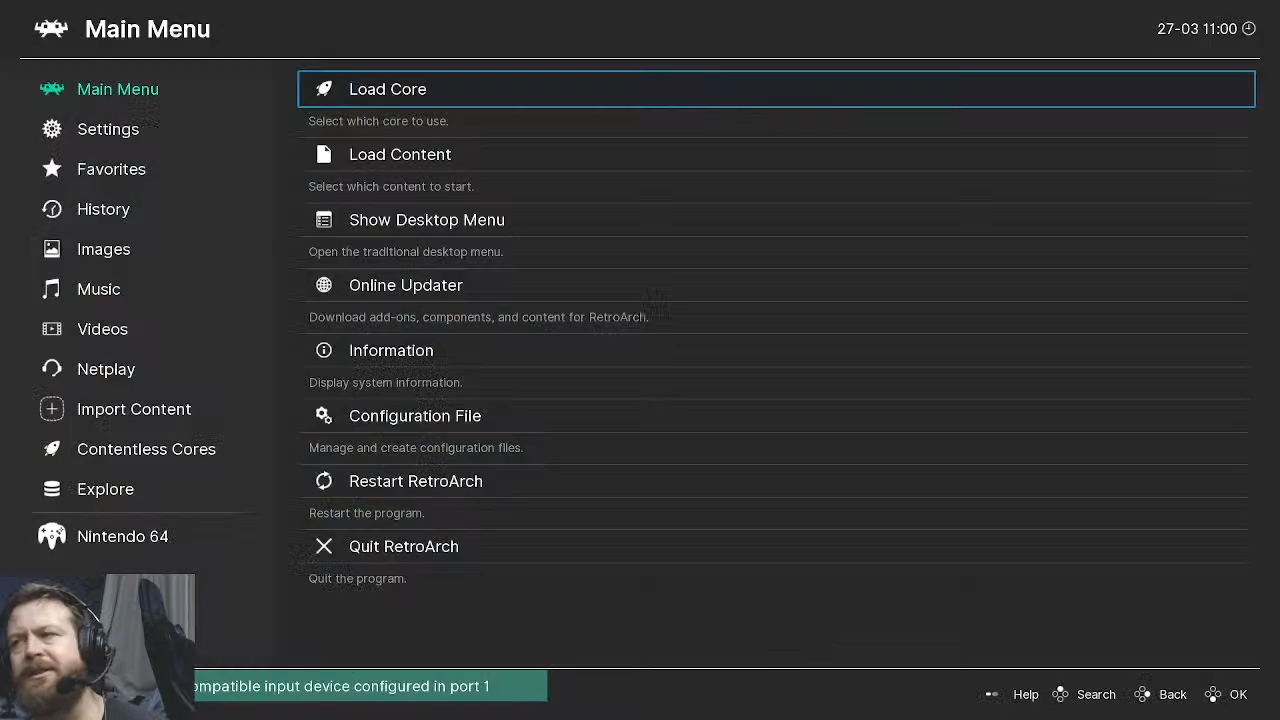 Main Menu
27-03 11:00
Main Menu
Settings
Favorites
History
Images
Music
Videos
Netplay
Import Content
Contentless Cores
Explore
Nintendo 64
Load Core
Select which core to use.
Load Content
Select which content to start.
Show Desktop Menu
Open the traditional desktop menu.
Online Updater
Download add-ons, components, and content for RetroArch.
Information
Display system information.
Configuration File
Manage and create configuration files.
Restart RetroArch
Restart the program.
Quit RetroArch
Quit the program.
ompatible input device configured in port 1
Help
Search
Back
OK